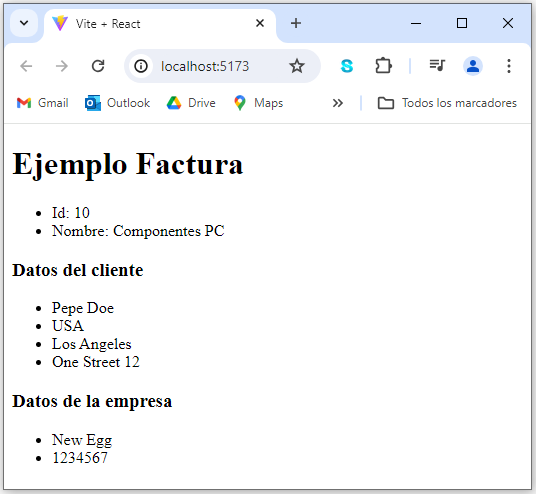 Vite + React
localhost:5173
Gmail Outlook Drive Maps Todos los marcadores
Ejemplo Factura
Id: 10
Nombre: Componentes PC
Datos del cliente
Pepe Doe
USA
Los Angeles
One Street 12
Datos de la empresa
New Egg
1234567